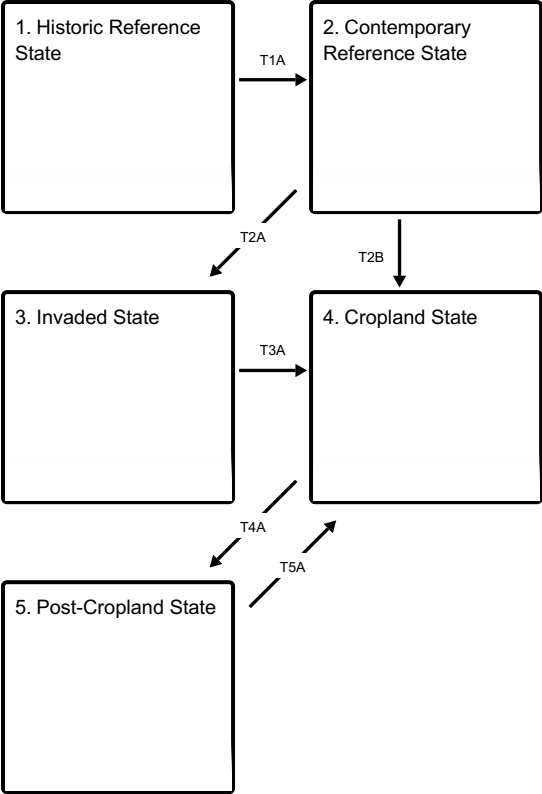 1. Historic Reference
State
T1A
2. Contemporary
Reference State
T2A
T2B
3. Invaded State
T3A
4. Cropland State
T4A
T5A
5. Post-Cropland State